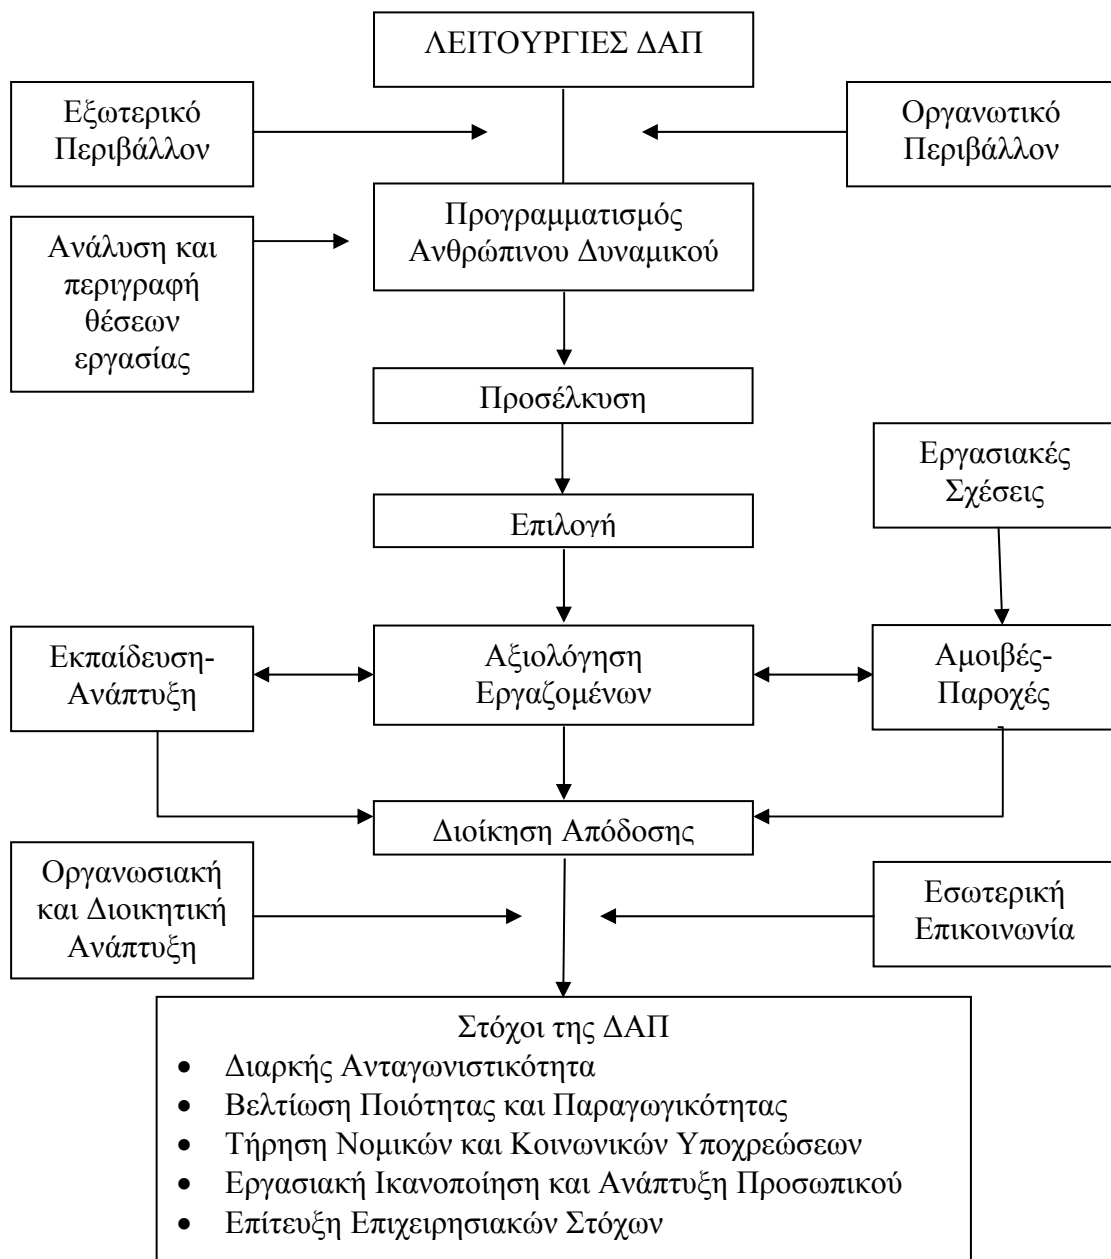 ΛΕΙΤΟΥΡΓΙΕΣ ΔΑΠ
Εξωτερικό
Περιβάλλον
Οργανωτικό
Περιβάλλον
Προγραμματισμός
Ανθρώπινου Δυναμικού
Ανάλυση και
περιγραφή
θέσεων
εργασίας
Προσέλκυση
Εργασιακές
Σχέσεις
Επιλογή
Εκπαίδευση-
Ανάπτυξη
Αξιολόγηση
Εργαζομένων
Αμοιβές-
Παροχές
Διοίκηση Απόδοσης
Οργανωσιακή
και Διοικητική
Ανάπτυξη
Εσωτερική
Επικοινωνία
Στόχοι της ΔΑΠ
• Διαρκής Ανταγωνιστικότητα
• Βελτίωση Ποιότητας και Παραγωγικότητας
• Τήρηση Νομικών και Κοινωνικών Υποχρεώσεων
• Εργασιακή Ικανοποίηση και Ανάπτυξη Προσωπικού
• Επίτευξη Επιχειρησιακών Στόχων